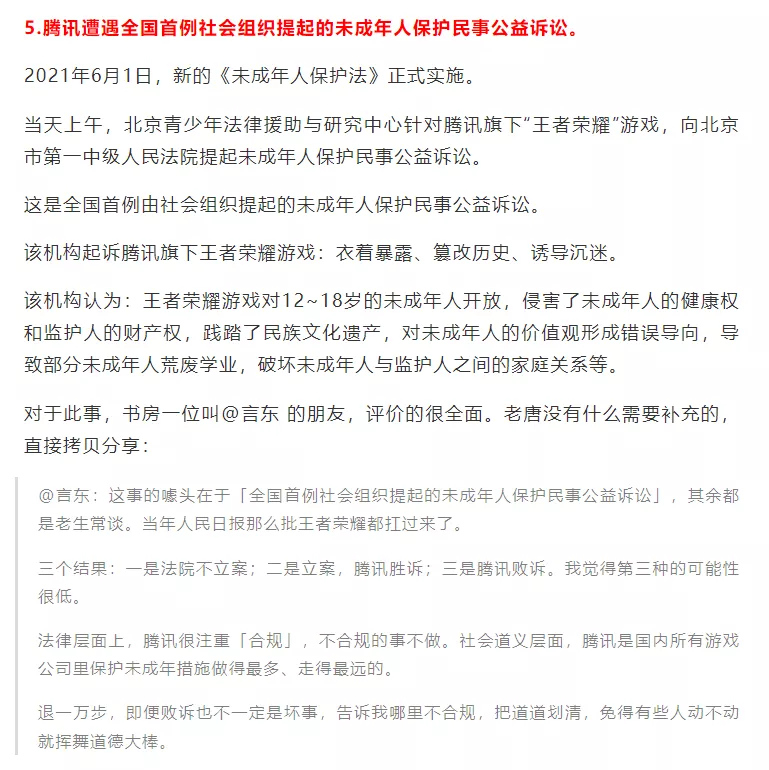 5.腾讯遭遇全国首例社会组织提起的未成年人保护民事公益诉讼。
2021年6月1日，新的《未成年人保护法》正式实施。
当天上午，北京青少年法律援助与研究中心针对腾讯旗下“王者荣耀”游戏，向北京
市第一中级人民法院提起未成年人保护民事公益诉讼。
这是全国首例由社会组织提起的未成年人保护民事公益诉讼。
该机构起诉腾讯旗下王者荣耀游戏：衣着暴露、篡改历史、诱导沉迷。
该机构认为：王者荣耀游戏对12~18岁的未成年人开放，侵害了未成年人的健康权
和监护人的财产权，践踏了民族文化遗产，对未成年人的价值观形成错误导向，导
致部分未成年人荒废学业，破坏未成年人与监护人之间的家庭关系等。
对于此事，书房一位叫@言东 的朋友，评价的很全面。老唐没有什么需要补充的，
直接拷贝分享：
@言东：这事的噱头在于「全国首例社会组织提起的未成年人保护民事公益诉讼」，其余都
是老生常谈。当年人民日报那么批王者荣耀都扛过来了。
三个结果：一是法院不立案；二是立案，腾讯胜诉；三是腾讯败诉。我觉得第三种的可能性
很低。
法律层面上，腾讯很注重「合规」，不合规的事不做。社会道义层面，腾讯是国内所有游戏
公司里保护未成年措施做得最多、走得最远的。
退一万步，即便败诉也不一定是坏事，告诉我哪里不合规，把道道划清，免得有些人动不动
就挥舞道德大棒。